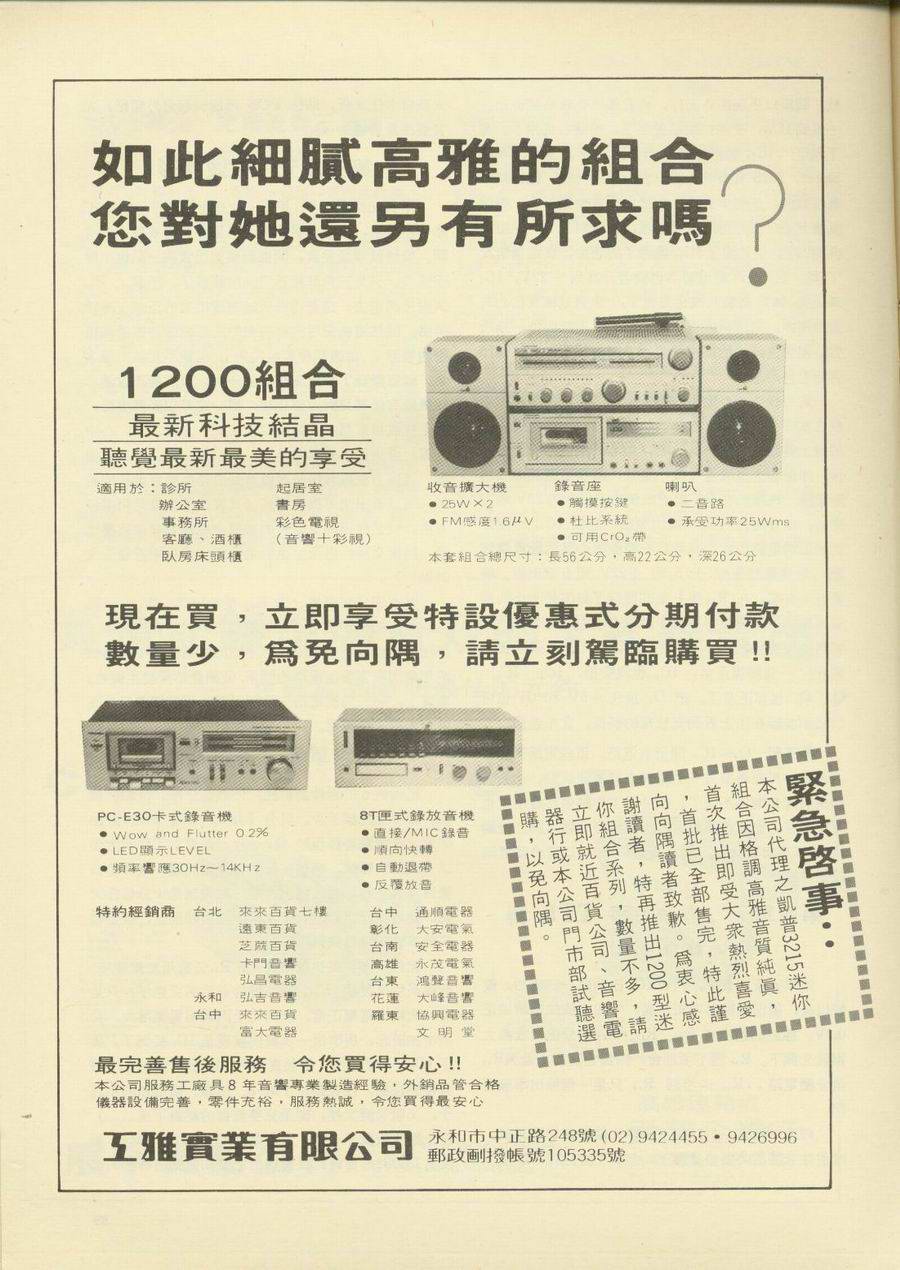 如此細膩高雅的組合
您對她還另有所求嗎?
1200組合
最新科技結晶
聽覺最新最美的享受
適用於：診所　起居室
辦公室　書房
事務所　彩色電視
客廳、酒櫃　(音響十彩視)
臥房床頭櫃
收音擴大機
● 25W×2
● FM感度1.6μV
錄音座
● 觸摸按鍵
● 杜比系統
● 可用CrO₂帶
喇叭
● 二音路
● 承受功率25Wms
本套組合總尺寸：長56公分，高22公分，深26公分
現在買，立即享受特設優惠式分期付款
數量少，爲免向隅，請立刻駕臨購買!!
PC-E30卡式錄音機
● Wow and Flutter 0.2%
● LED顯示LEVEL
● 頻率響應30Hz～14KHz
8T匣式錄放音機
● 直接/MIC錄音
● 順向快轉
● 自動退帶
● 反覆放音
緊急啓事：
本公司代理之凱普3215迷你
組合因格調高雅音質純眞，
首次推出即受大衆熱烈喜愛
，首批已全部售完，特此謹
向向隅讀者致歉。爲衷心感
謝讀者，特再推出1200型迷
你組合系列，數量不多，請
立即就近百貨公司、音響電
器行或本公司門市部試聽選
購，以免向隅。
特約經銷商　台北　來來百貨七樓　台中　通順電器
遠東百貨　彰化　大安電氣
芝蔴百貨　台南　安全電器
卡門音響　高雄　永茂電氣
弘昌電器　台東　鴻聲音響
永和　弘吉音響　花蓮　大峰音響
台中　來來百貨　羅東　協興電器
富大電器　文明堂
最完善售後服務　令您買得安心!!
本公司服務工廠具8年音響專業製造經驗，外銷品管合格
儀器設備完善，零件充裕，服務熱誠，令您買得最安心
工雅實業有限公司
永和市中正路248號(02)9424455•9426996
郵政劃撥帳號105335號